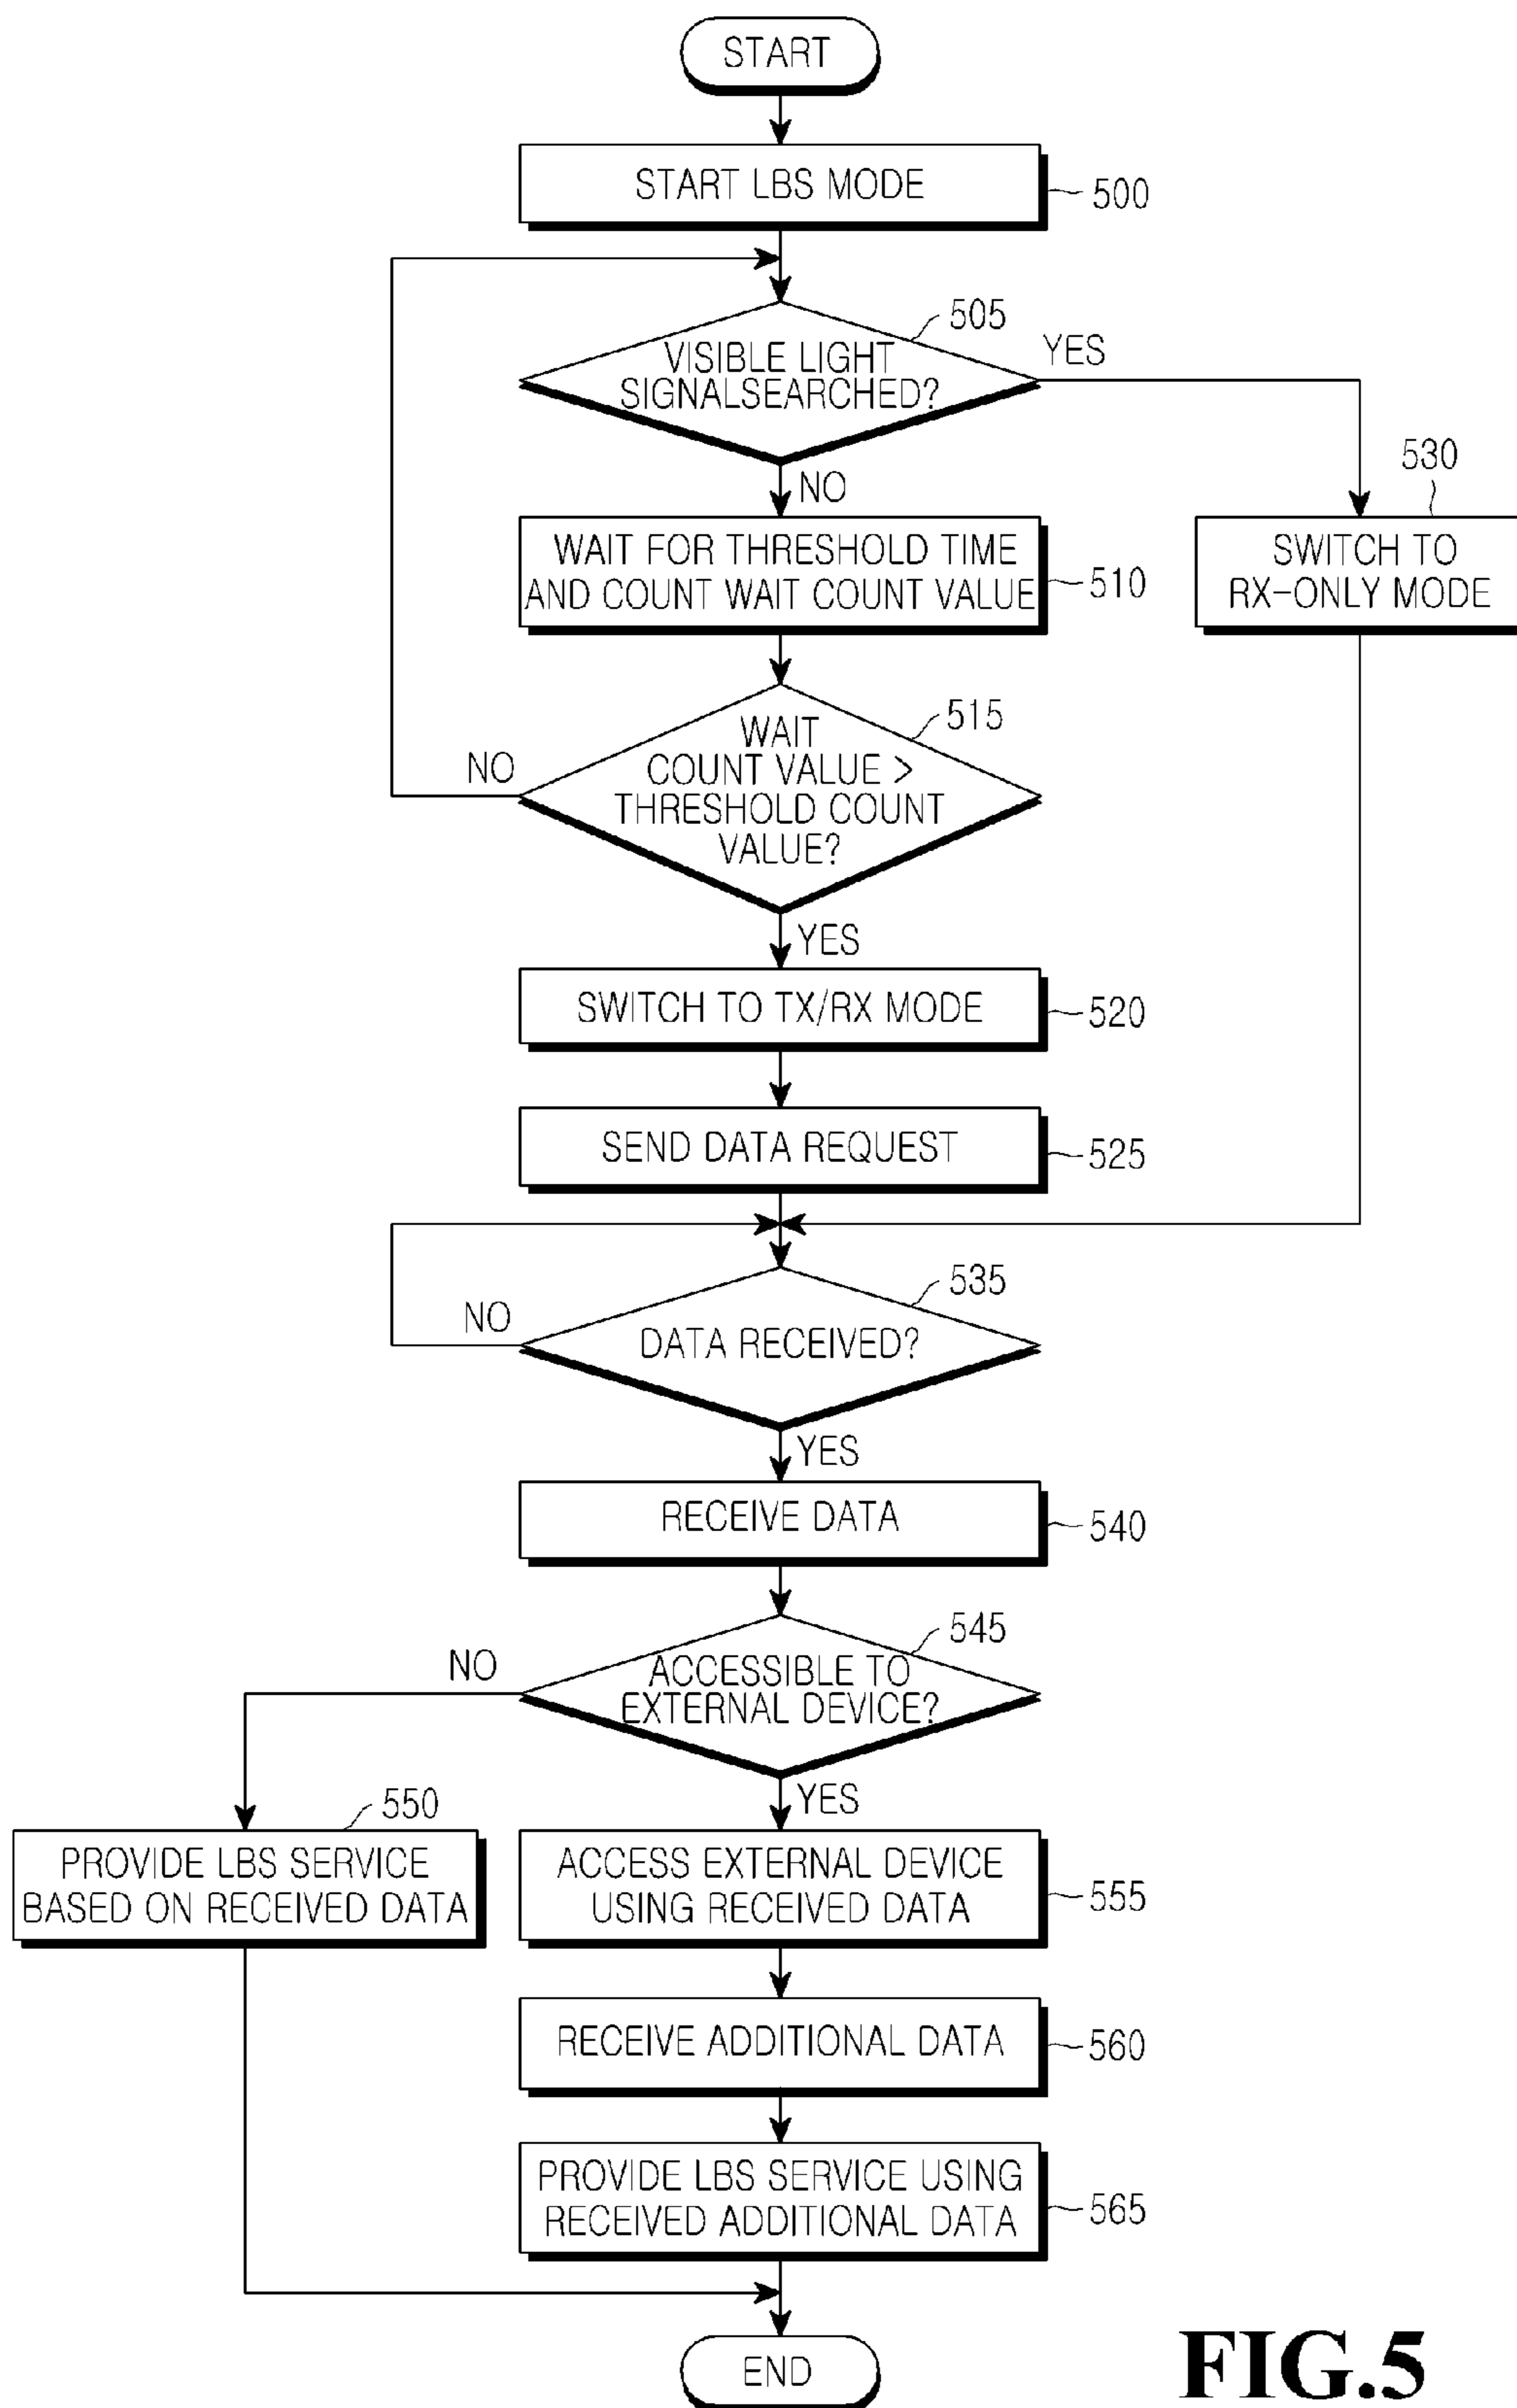 START
START LBS MODE
500
505
VISIBLE LIGHT
SIGNALSEARCHED?
YES
NO
530
SWITCH TO
RX-ONLY MODE
WAIT FOR THRESHOLD TIME
AND COUNT WAIT COUNT VALUE
510
515
WAIT
COUNT VALUE >
THRESHOLD COUNT
VALUE?
NO
YES
SWITCH TO TX/RX MODE
520
SEND DATA REQUEST
525
535
DATA RECEIVED?
NO
YES
RECEIVE DATA
540
545
ACCESSIBLE TO
EXTERNAL DEVICE?
NO
YES
550
PROVIDE LBS SERVICE
BASED ON RECEIVED DATA
ACCESS EXTERNAL DEVICE
USING RECEIVED DATA
555
RECEIVE ADDITIONAL DATA
560
PROVIDE LBS SERVICE USING
RECEIVED ADDITIONAL DATA
565
END
FIG.5